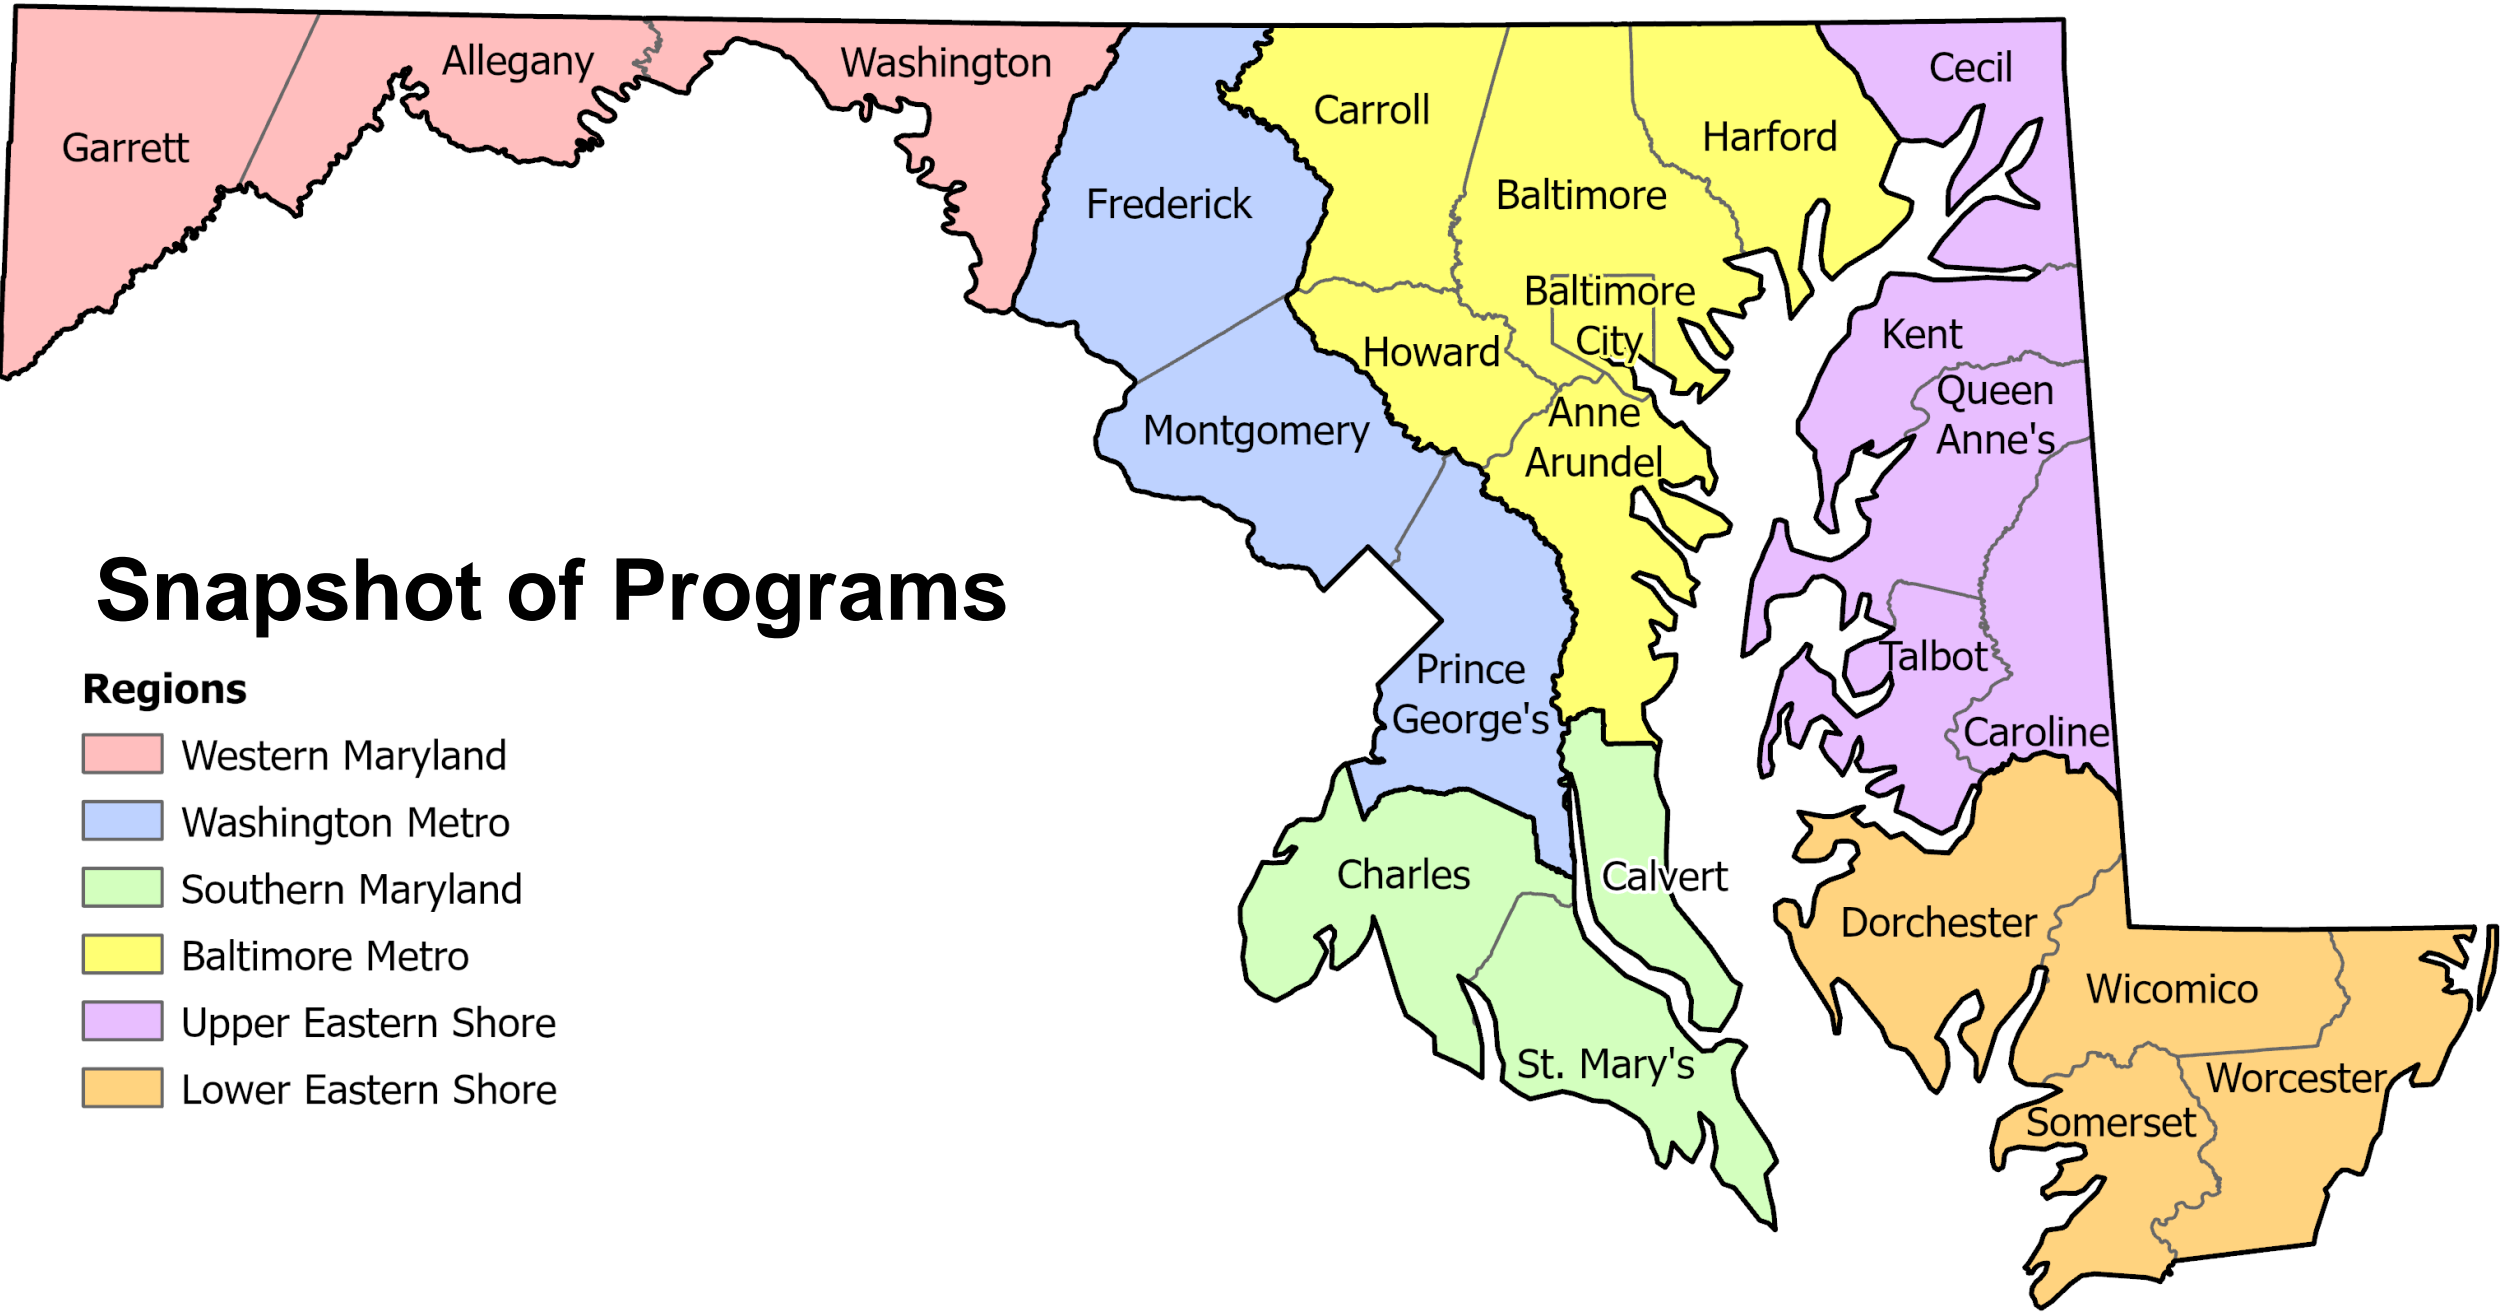 Garrett
Allegany
Washington
Frederick
Carroll
Baltimore
Harford
Cecil
Baltimore
City
Howard
Montgomery
Anne
Arundel
Kent
Queen
Anne's
Talbot
Caroline
Prince
George's
Charles
Calvert
St. Mary's
Dorchester
Wicomico
Worcester
Somerset
Snapshot of Programs
Regions
Western Maryland
Washington Metro
Southern Maryland
Baltimore Metro
Upper Eastern Shore
Lower Eastern Shore